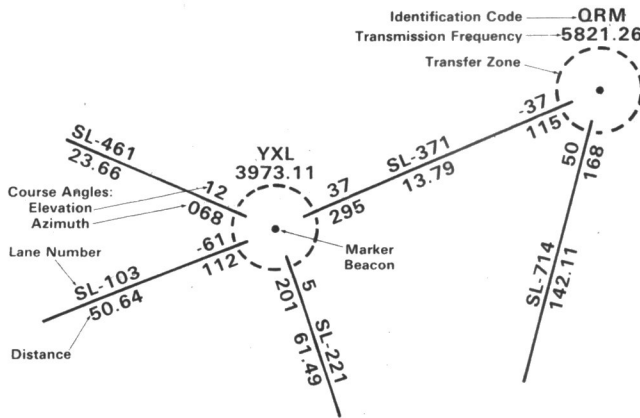 Identification Code QRM
Transmission Frequency 5821.26
Transfer Zone
-37
115
50
168
SL-461
23.66
YXL
3973.11
SL-371
13.79
37
295
Course Angles:
Elevation
Azimuth
12
068
-61
112
Lane Number
Marker
Beacon
SL-103
50.64
SL-714
142.11
5
201
SL-221
61.49
Distance